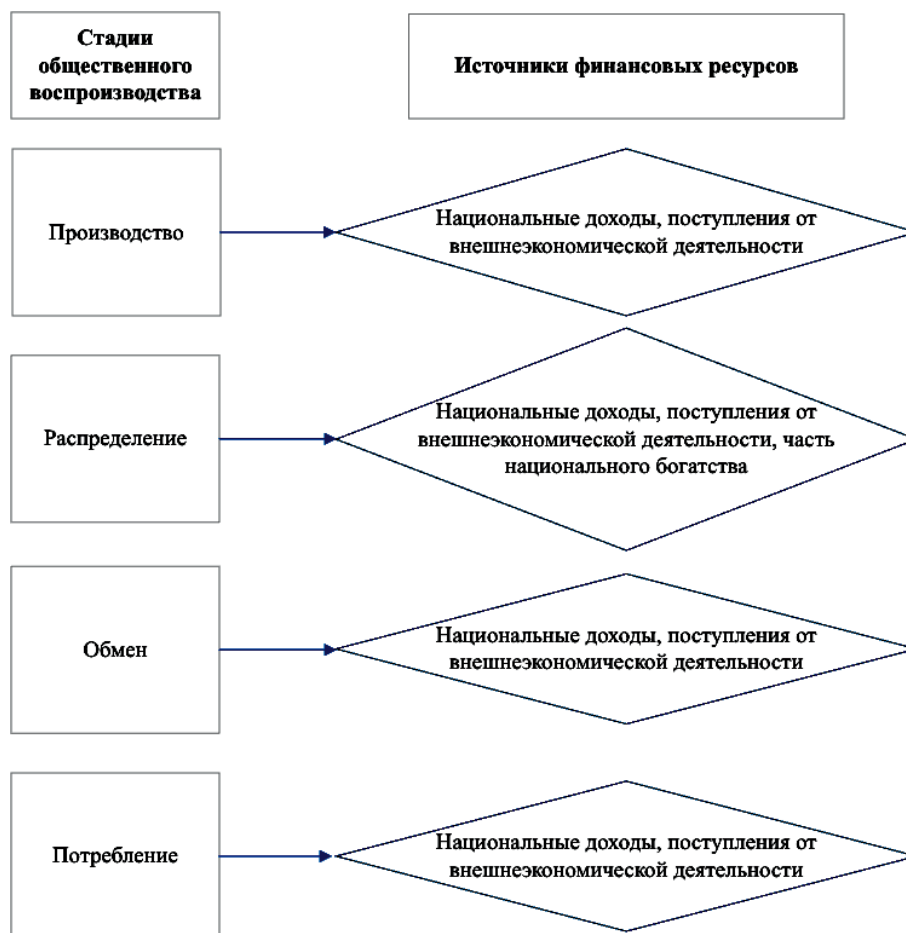 Стадии
общественного
воспроизводства
Источники финансовых ресурсов
Производство
Национальные доходы, поступления от
внешнеэкономической деятельности
Распределение
Национальные доходы, поступления от
внешнеэкономической деятельности, часть
национального богатства
Обмен
Национальные доходы, поступления от
внешнеэкономической деятельности
Потребление
Национальные доходы, поступления от
внешнеэкономической деятельности